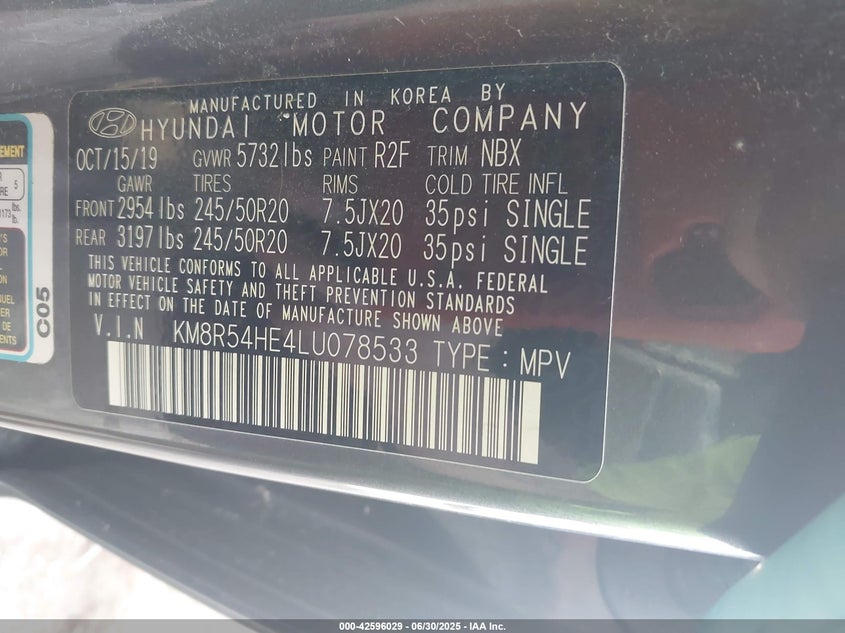 MANUFACTURED IN KOREA BY
HYUNDAI MOTOR COMPANY
OCT/15/19 GVWR 5732lbs PAINT R2F TRIM NBX
GAWR TIRES RIMS COLD TIRE INFL
FRONT 2954lbs 245/50R20 7.5JX20 35psi SINGLE
REAR 3197lbs 245/50R20 7.5JX20 35psi SINGLE
THIS VEHICLE CONFORMS TO ALL APPLICABLE U.S.A. FEDERAL
MOTOR VEHICLE SAFETY AND THEFT PREVENTION STANDARDS
IN EFFECT ON THE DATE OF MANUFACTURE SHOWN ABOVE
V.I.N KM8R54HE4LU078533 TYPE : MPV
C05
000-42596029 - 06/30/2025 - IAA Inc.